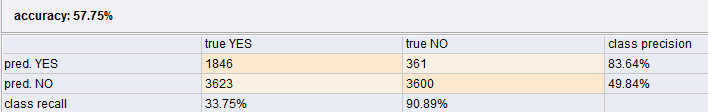 accuracy: 57.75%
true YES true NO class precision
pred. YES 1846 361 83.64%
pred. NO 3623 3600 49.84%
class recall 33.75% 90.89%